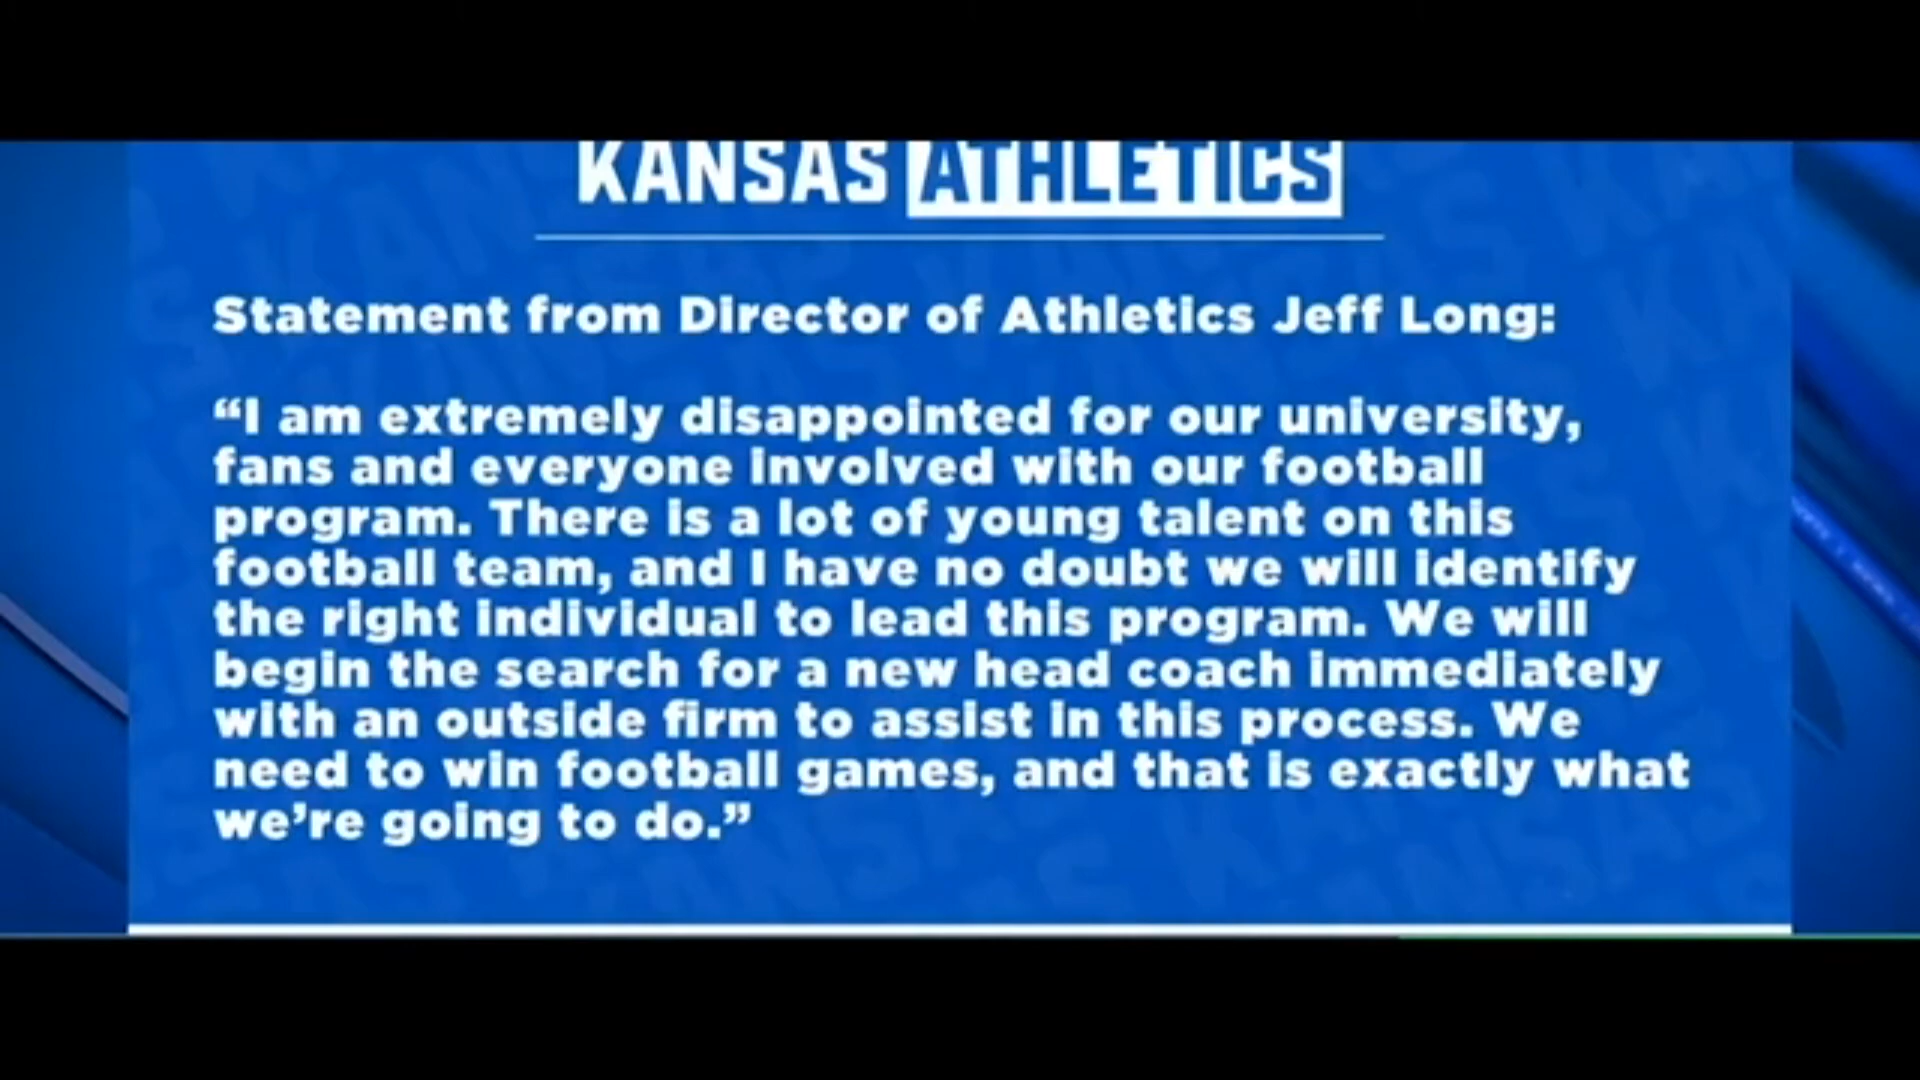 KANSAS ATHLETICS
Statement from Director of Athletics Jeff Long:
“I am extremely disappointed for our university,
fans and everyone involved with our football
program. There is a lot of young talent on this
football team, and I have no doubt we will identify
the right individual to lead this program. We will
begin the search for a new head coach immediately
with an outside firm to assist in this process. We
need to win football games, and that is exactly what
we’re going to do.”